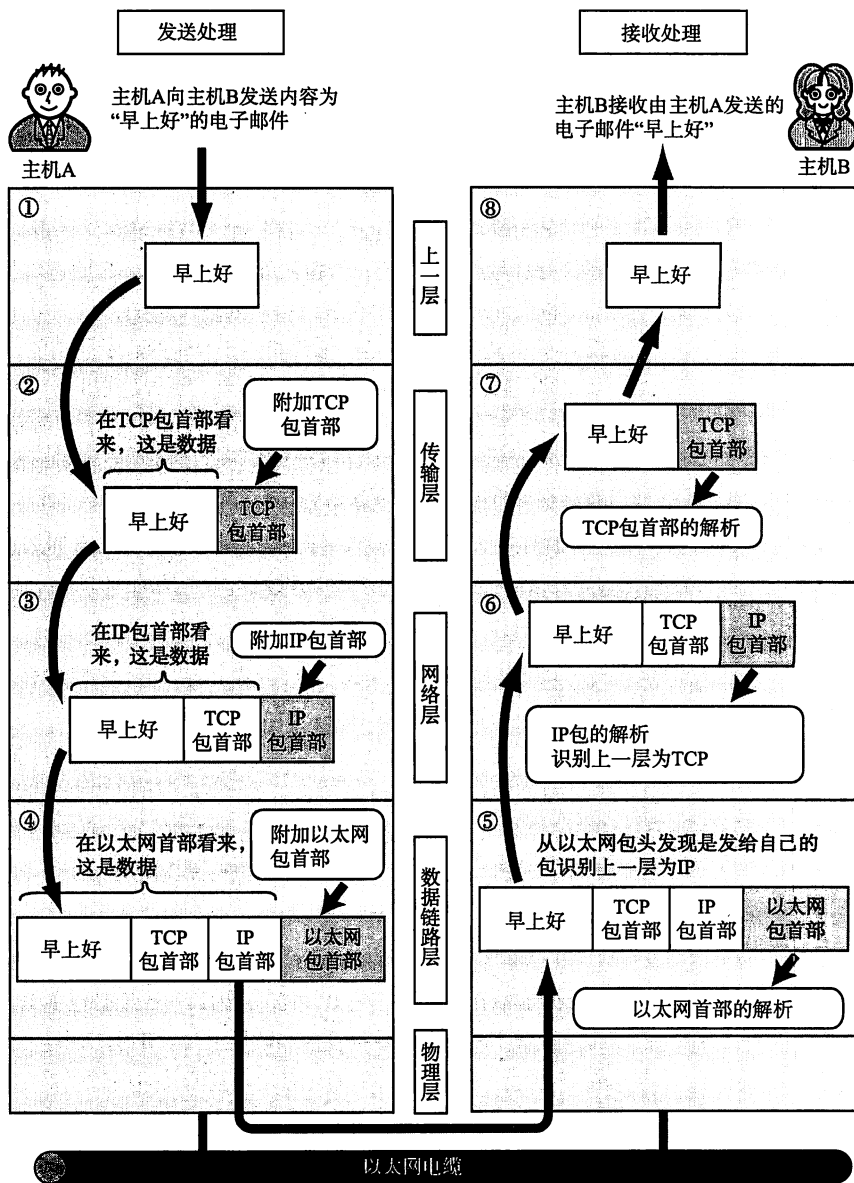 发送处理
主机A向主机B发送内容为
“早上好”的电子邮件
主机A
①
早上好
②
在TCP包首部看
来，这是数据
附加TCP
包首部
早上好
TCP
包首部
③
在IP包首部看
来，这是数据
附加IP包首部
早上好
TCP
包首部
IP
包首部
④
在以太网首部看来，
这是数据
附加以太网
包首部
早上好
TCP
包首部
IP
包首部
以太网
包首部
上一层
传输层
网络层
数据链路层
物理层
接收处理
主机B接收由主机A发送的
电子邮件“早上好”
主机B
⑧
早上好
⑦
早上好
TCP
包首部
TCP包首部的解析
⑥
早上好
TCP
包首部
IP
包首部
IP包的解析
识别上一层为TCP
⑤
从以太网包头发现是发给自己的
包识别上一层为IP
早上好
TCP
包首部
IP
包首部
以太网
包首部
以太网首部的解析
以太网电缆